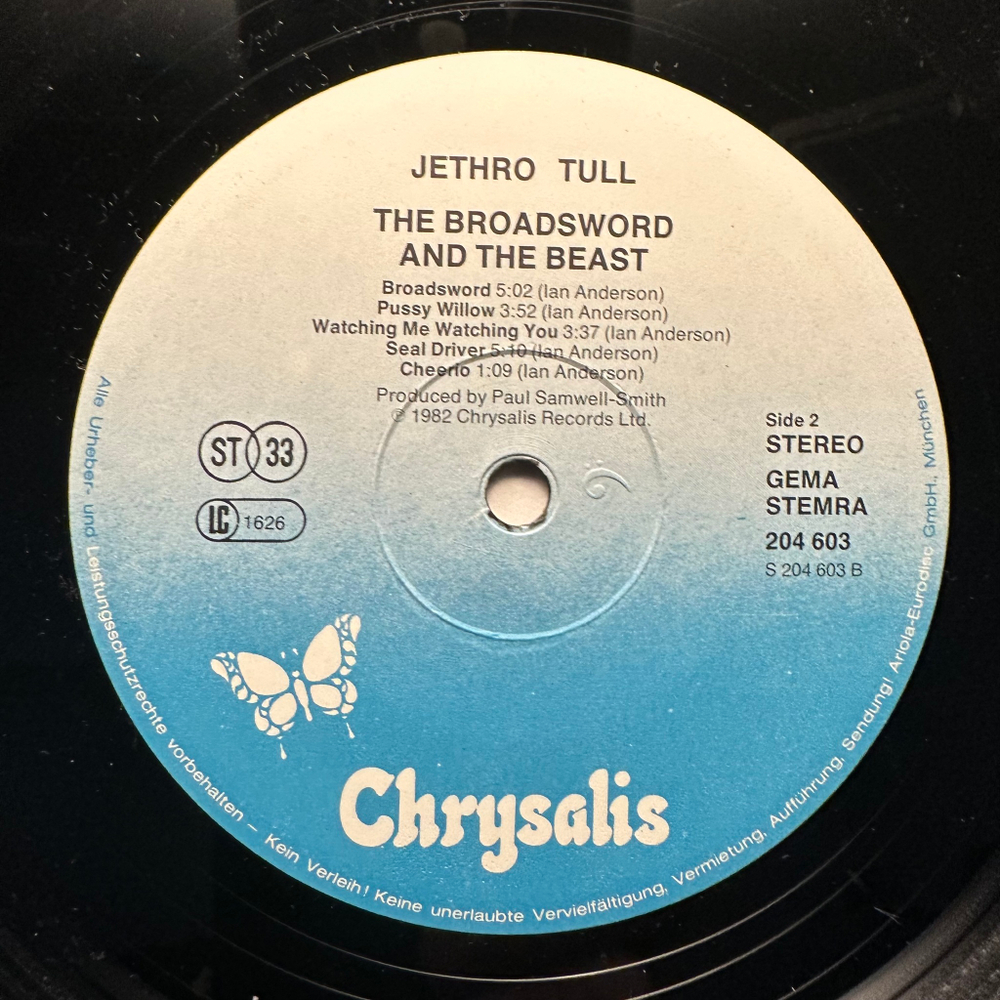 JETHRO TULL
THE BROADSWORD
AND THE BEAST
Broadsword 5:02 (Ian Anderson)
Pussy Willow 3:52 (Ian Anderson)
Watching Me Watching You 3:37 (Ian Anderson)
Seal Driver 5:10 (Ian Anderson)
Cheerio 1:09 (Ian Anderson)
Produced by Paul Samwell-Smith
℗ 1982 Chrysalis Records Ltd.
ST 33
LC 1626
Side 2
STEREO
GEMA
STEMRA
204 603
S 204 603 B
Chrysalis
Alle Urheber- und Leistungsschutzrechte vorbehalten – Kein Verleih! Keine unerlaubte Vervielfältigung, Vermietung, Aufführung, Sendung! Ariola-Eurodisc GmbH., München